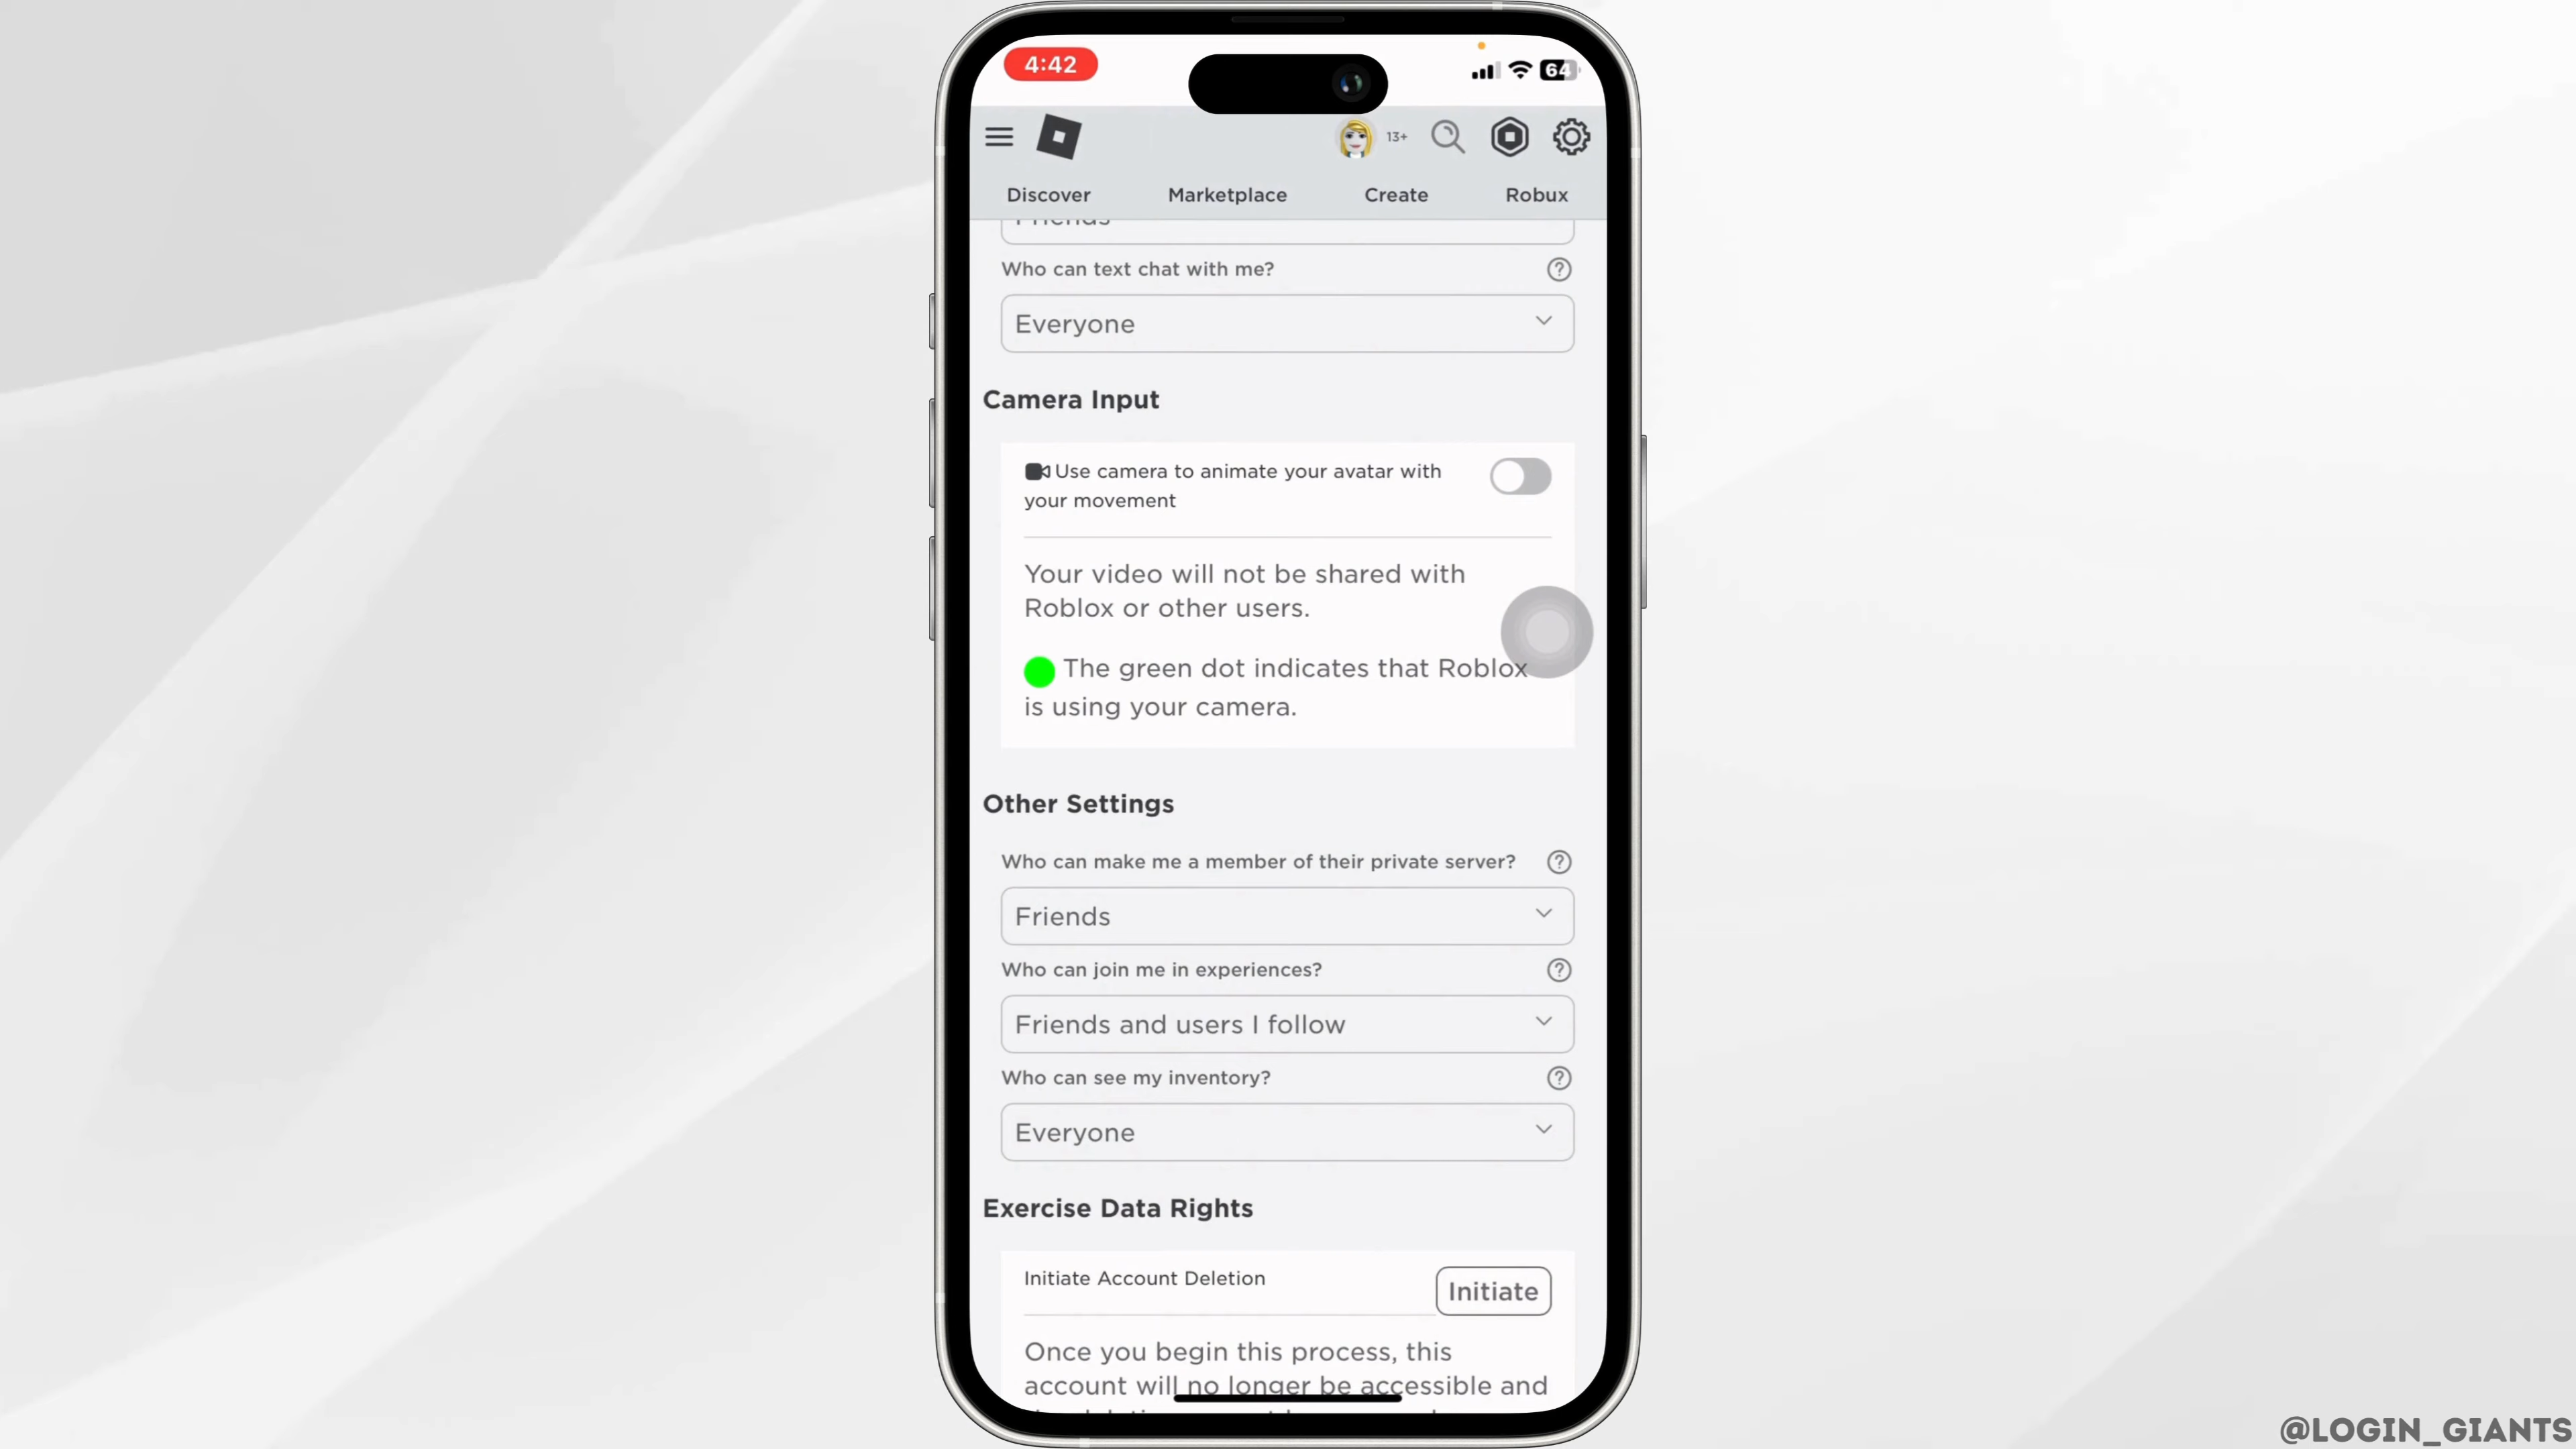 4:42
64
13+
Discover Marketplace Create Robux
Friends
Who can text chat with me?
Everyone
Camera Input
Use camera to animate your avatar with
your movement
Your video will not be shared with
Roblox or other users.
The green dot indicates that Roblox
is using your camera.
Other Settings
Who can make me a member of their private server?
Friends
Who can join me in experiences?
Friends and users I follow
Who can see my inventory?
Everyone
Exercise Data Rights
Initiate Account Deletion
Initiate
Once you begin this process, this
account will no longer be accessible and
@LOGIN_GIANTS